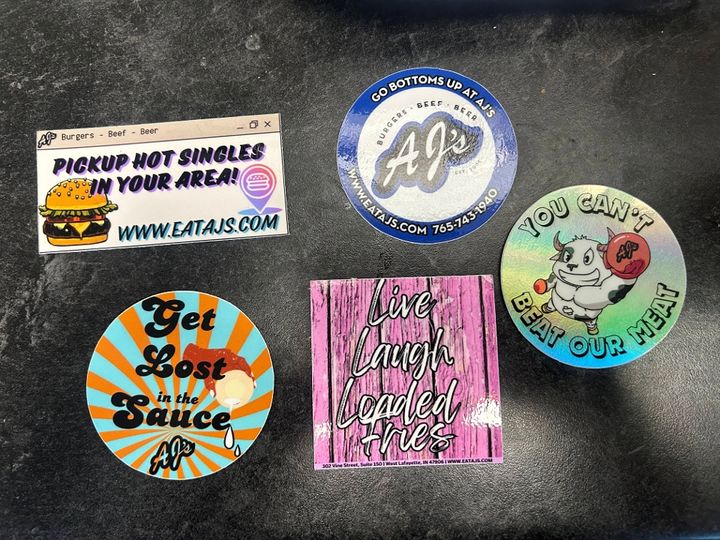 AJ's Burgers - Beef - Beer
PICKUP HOT SINGLES
IN YOUR AREA!
WWW.EATAJS.COM
GO BOTTOMS UP AT AJ'S
BURGERS - BEEF - BEER
AJ's
WWW.EATAJS.COM 765-743-1940
YOU CAN'T
AJ's
BEAT OUR MEAT
Get
Lost
in the
Sauce
AJ's
Live
Laugh
Loaded
Fries
302 Vine Street, Suite 150 | West Lafayette, IN 47906 | WWW.EATAJS.COM